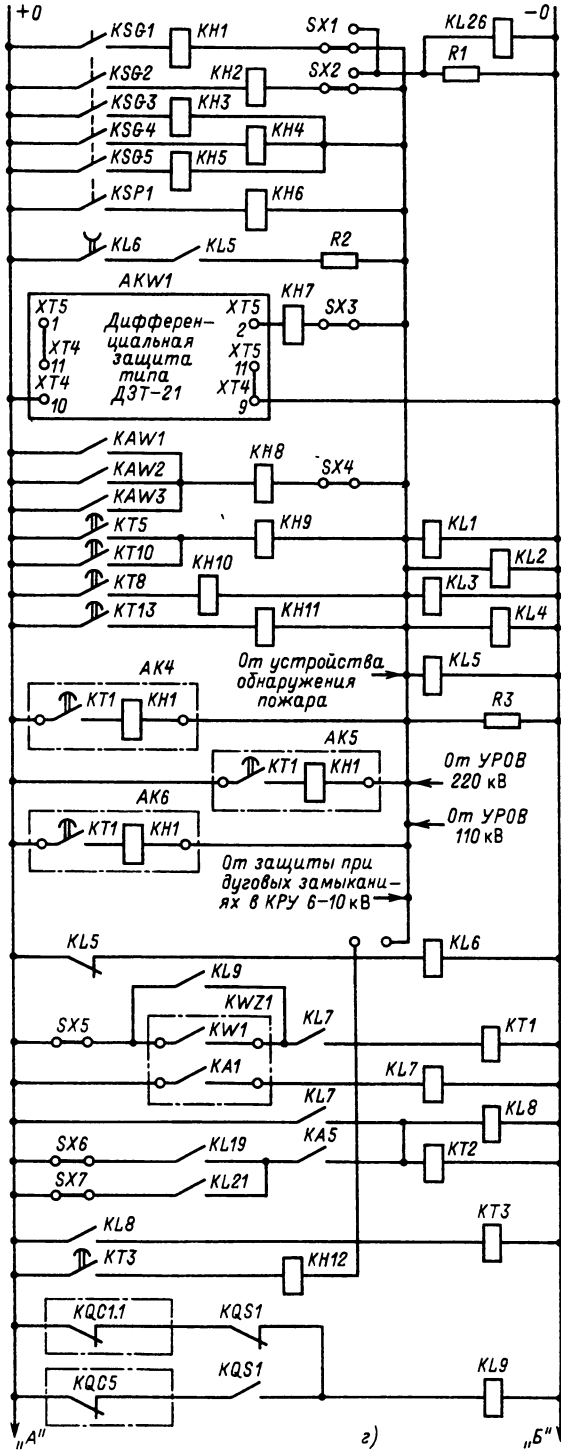 +0
-0
KSG1
KH1
SX1
KL26
KSG2
KH2
SX2
R1
KSG3
KH3
KSG4
KH4
KSG5
KH5
KSP1
KH6
KL6
KL5
R2
AKW1
XT5
1
XT4
11
XT4
10
Дифферен-
циальная
защита
типа
ДЗТ-21
XT5
2
XT5
11
XT4
9
KH7
SX3
KAW1
KAW2
KAW3
KH8
SX4
KT5
KH9
KL1
KT10
KL2
KT8
KH10
KL3
KT13
KH11
KL4
От устройства
обнаружения
пожара
KL5
AK4
KT1
KH1
R3
AK5
KT1
KH1
От УРОВ
220 кВ
AK6
KT1
KH1
От УРОВ
110 кВ
От защиты при
дуговых замыкани-
ях в КРУ 6-10 кВ
KL5
KL6
KL9
KWZ1
SX5
KW1
KL7
KT1
KA1
KL7
KL7
KL8
SX6
KL19
KA5
KT2
SX7
KL21
KL8
KT3
KT3
KH12
KQC1.1
KQS1
KQC5
KQS1
KL9
„А"
г)
„Б"